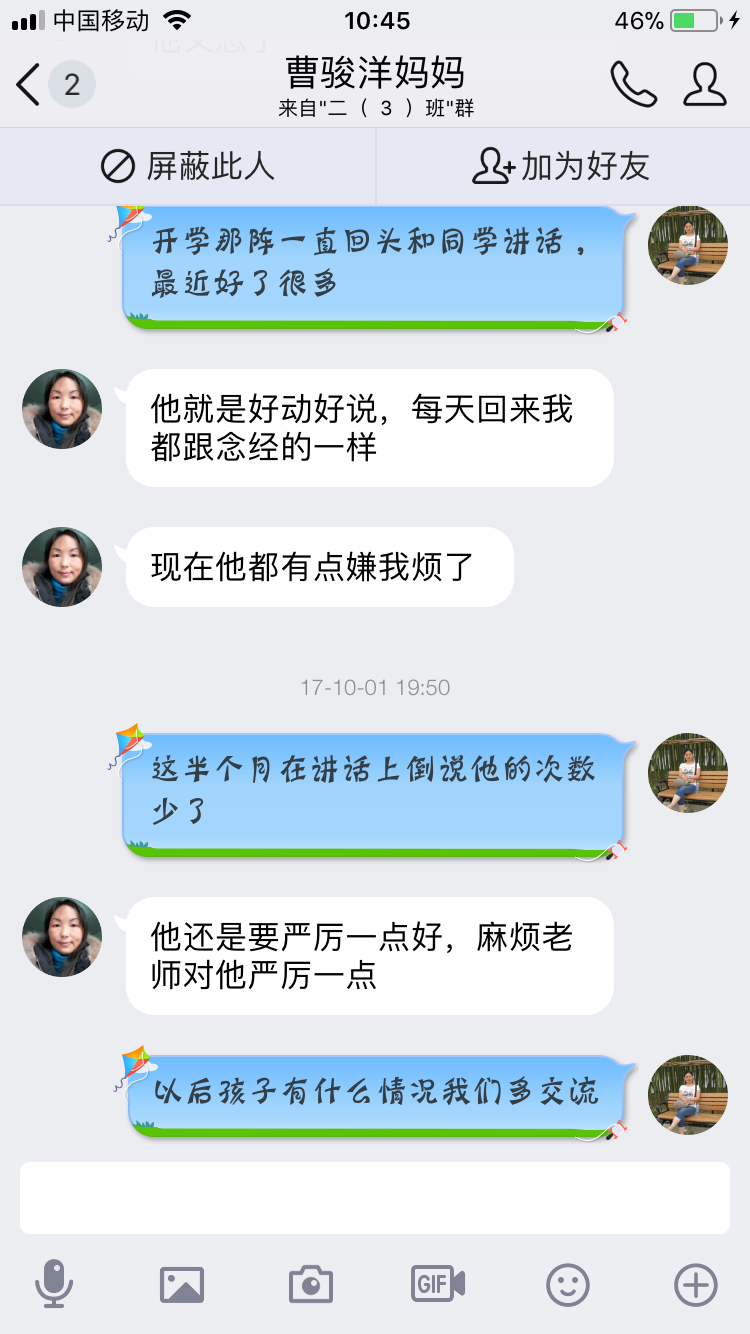 中国移动
10:45
46%
2
曹骏洋妈妈
来自"二（3）班"群
屏蔽此人
加为好友
开学那阵一直回头和同学讲话，
最近好了很多
他就是好动好说，每天回来我
都跟念经的一样
现在他都有点嫌我烦了
17-10-01 19:50
这半个月在讲话上倒说他的次数
少了
他还是要严厉一点好，麻烦老
师对他严厉一点
以后孩子有什么情况我们多交流
GIF